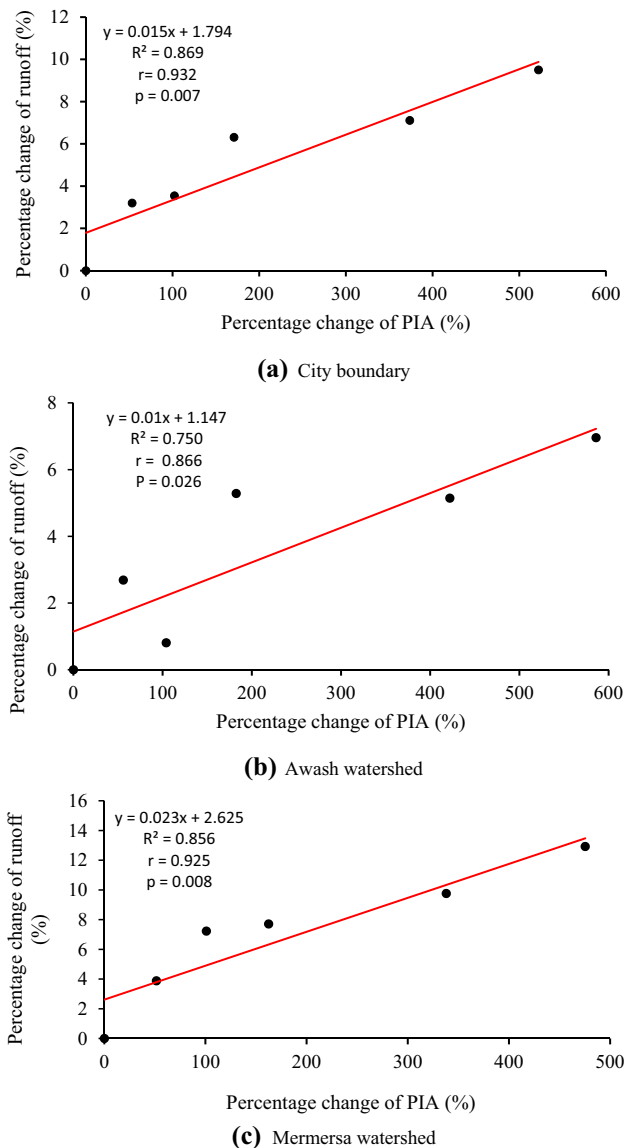 y = 0.015x + 1.794
R² = 0.869
r= 0.932
p = 0.007
Percentage change of runoff (%)
12
10
8
6
4
2
0
0 100 200 300 400 500 600
Percentage change of PIA (%)
(a) City boundary
y = 0.01x + 1.147
R² = 0.750
r = 0.866
P = 0.026
Percentage change of runoff (%)
8
6
4
2
0
0 100 200 300 400 500 600
Percentage change of PIA (%)
(b) Awash watershed
y = 0.023x + 2.625
R² = 0.856
r = 0.925
p = 0.008
Percentage change of runoff
(%)
16
14
12
10
8
6
4
2
0
0 100 200 300 400 500
Percentage change of PIA (%)
(c) Mermersa watershed